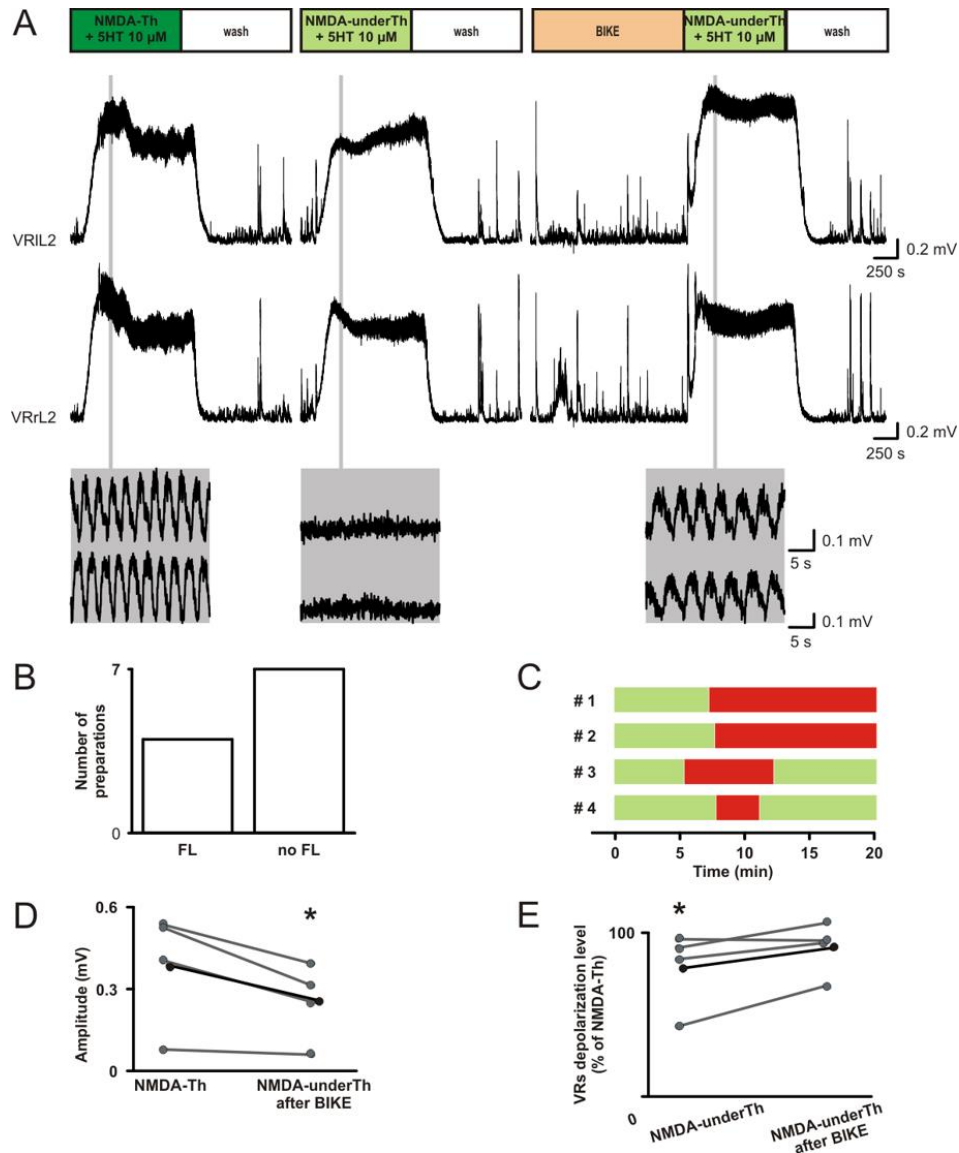 A
NMDA-Th
+ 5HT 10 µM
wash
NMDA-underTh
+ 5HT 10 µM
wash
BIKE
NMDA-underTh
+ 5HT 10 µM
wash
VRlL2
0.2 mV
250 s
VRrL2
0.2 mV
250 s
0.1 mV
5 s
0.1 mV
5 s
B
Number of
preparations
7
0
FL
no FL
C
# 1
# 2
# 3
# 4
0
5
10
15
20
Time (min)
D
Amplitude (mV)
0.6
0.3
0
*
NMDA-Th
NMDA-underTh
after BIKE
E
VRs depolarization level
(% of NMDA-Th)
100
0
*
NMDA-underTh
NMDA-underTh
after BIKE